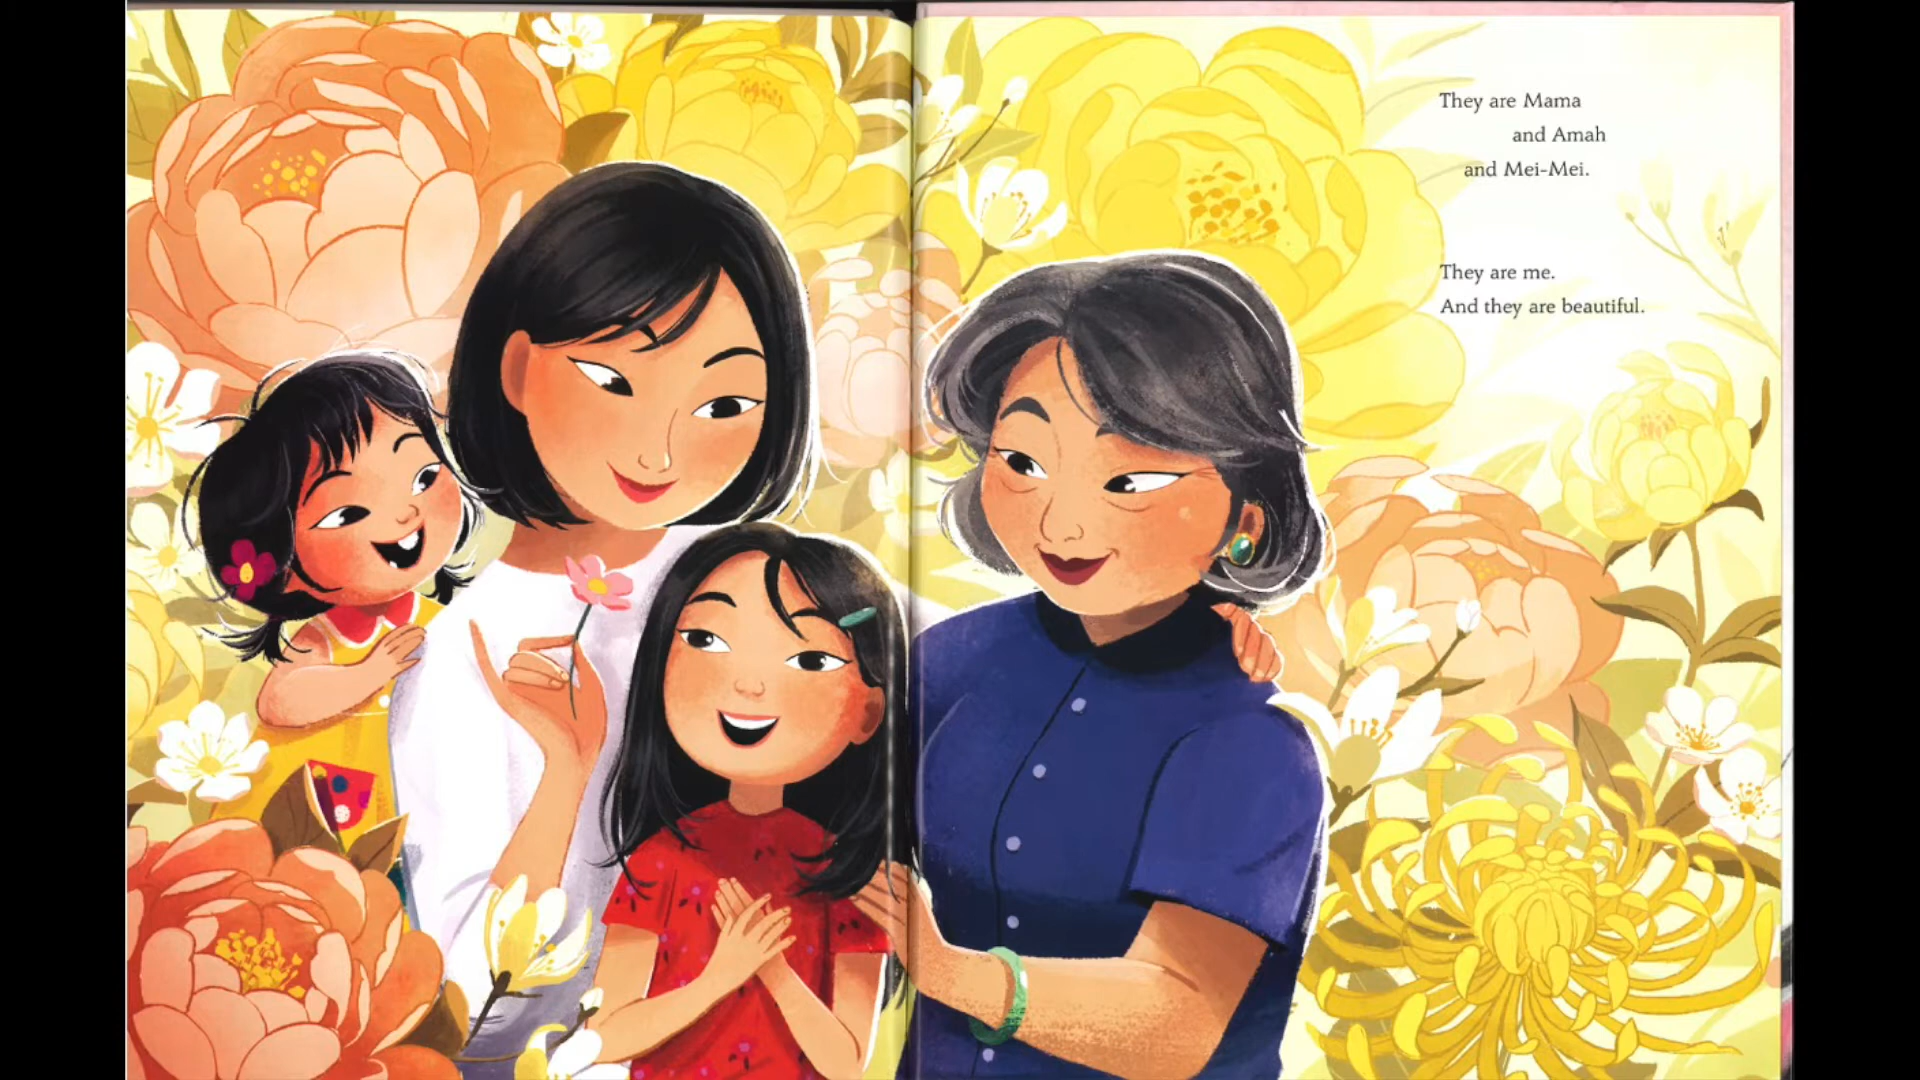 They are Mama
and Amah
and Mei-Mei.
They are me.
And they are beautiful.